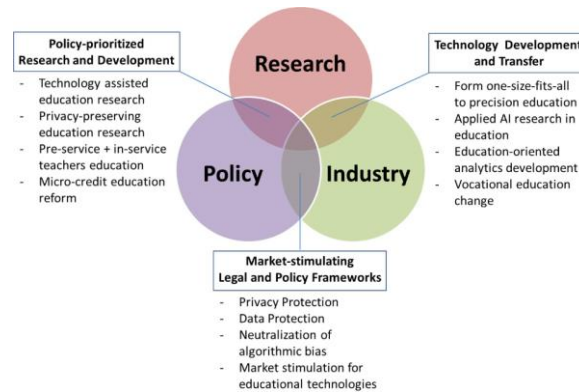 Policy-prioritized
Research and Development
- Technology assisted
education research
- Privacy-preserving
education research
- Pre-service + in-service
teachers education
- Micro-credit education
reform
Research
Policy
Industry
Technology Development
and Transfer
- Form one-size-fits-all
to precision education
- Applied AI research in
education
- Education-oriented
analytics development
- Vocational education
change
Market-stimulating
Legal and Policy Frameworks
- Privacy Protection
- Data Protection
- Neutralization of
algorithmic bias
- Market stimulation for
educational technologies